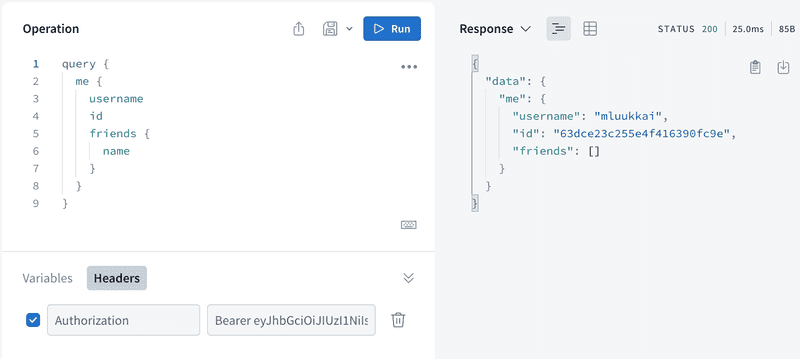 Operation
Run
1 query {
2 me {
3 username
4 id
5 friends {
6 name
7 }
8 }
9 }
Variables Headers
Authorization Bearer eyJhbGciOiJIUzI1NiIs
Response STATUS 200 25.0ms 85B
{
"data": {
"me": {
"username": "mluukkai",
"id": "63dce23c255e4f416390fc9e",
"friends": []
}
}
}